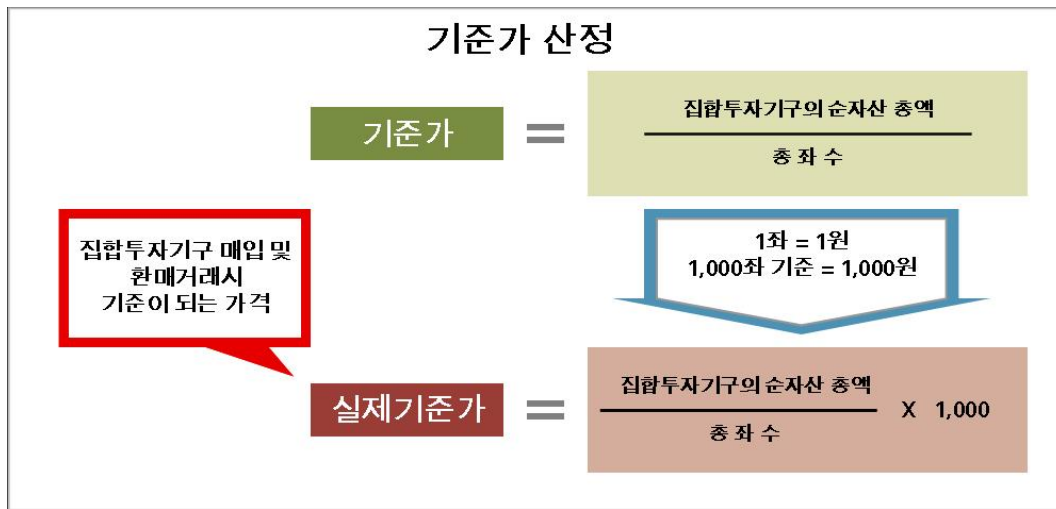 기준가 산정
기준가
=
집합투자기구의 순자산 총액
총 좌 수
집합투자기구 매입 및
환매거래시
기준이 되는 가격
1좌 = 1원
1,000좌 기준 = 1,000원
실제기준가
=
집합투자기구의 순자산 총액
총 좌 수
X 1,000